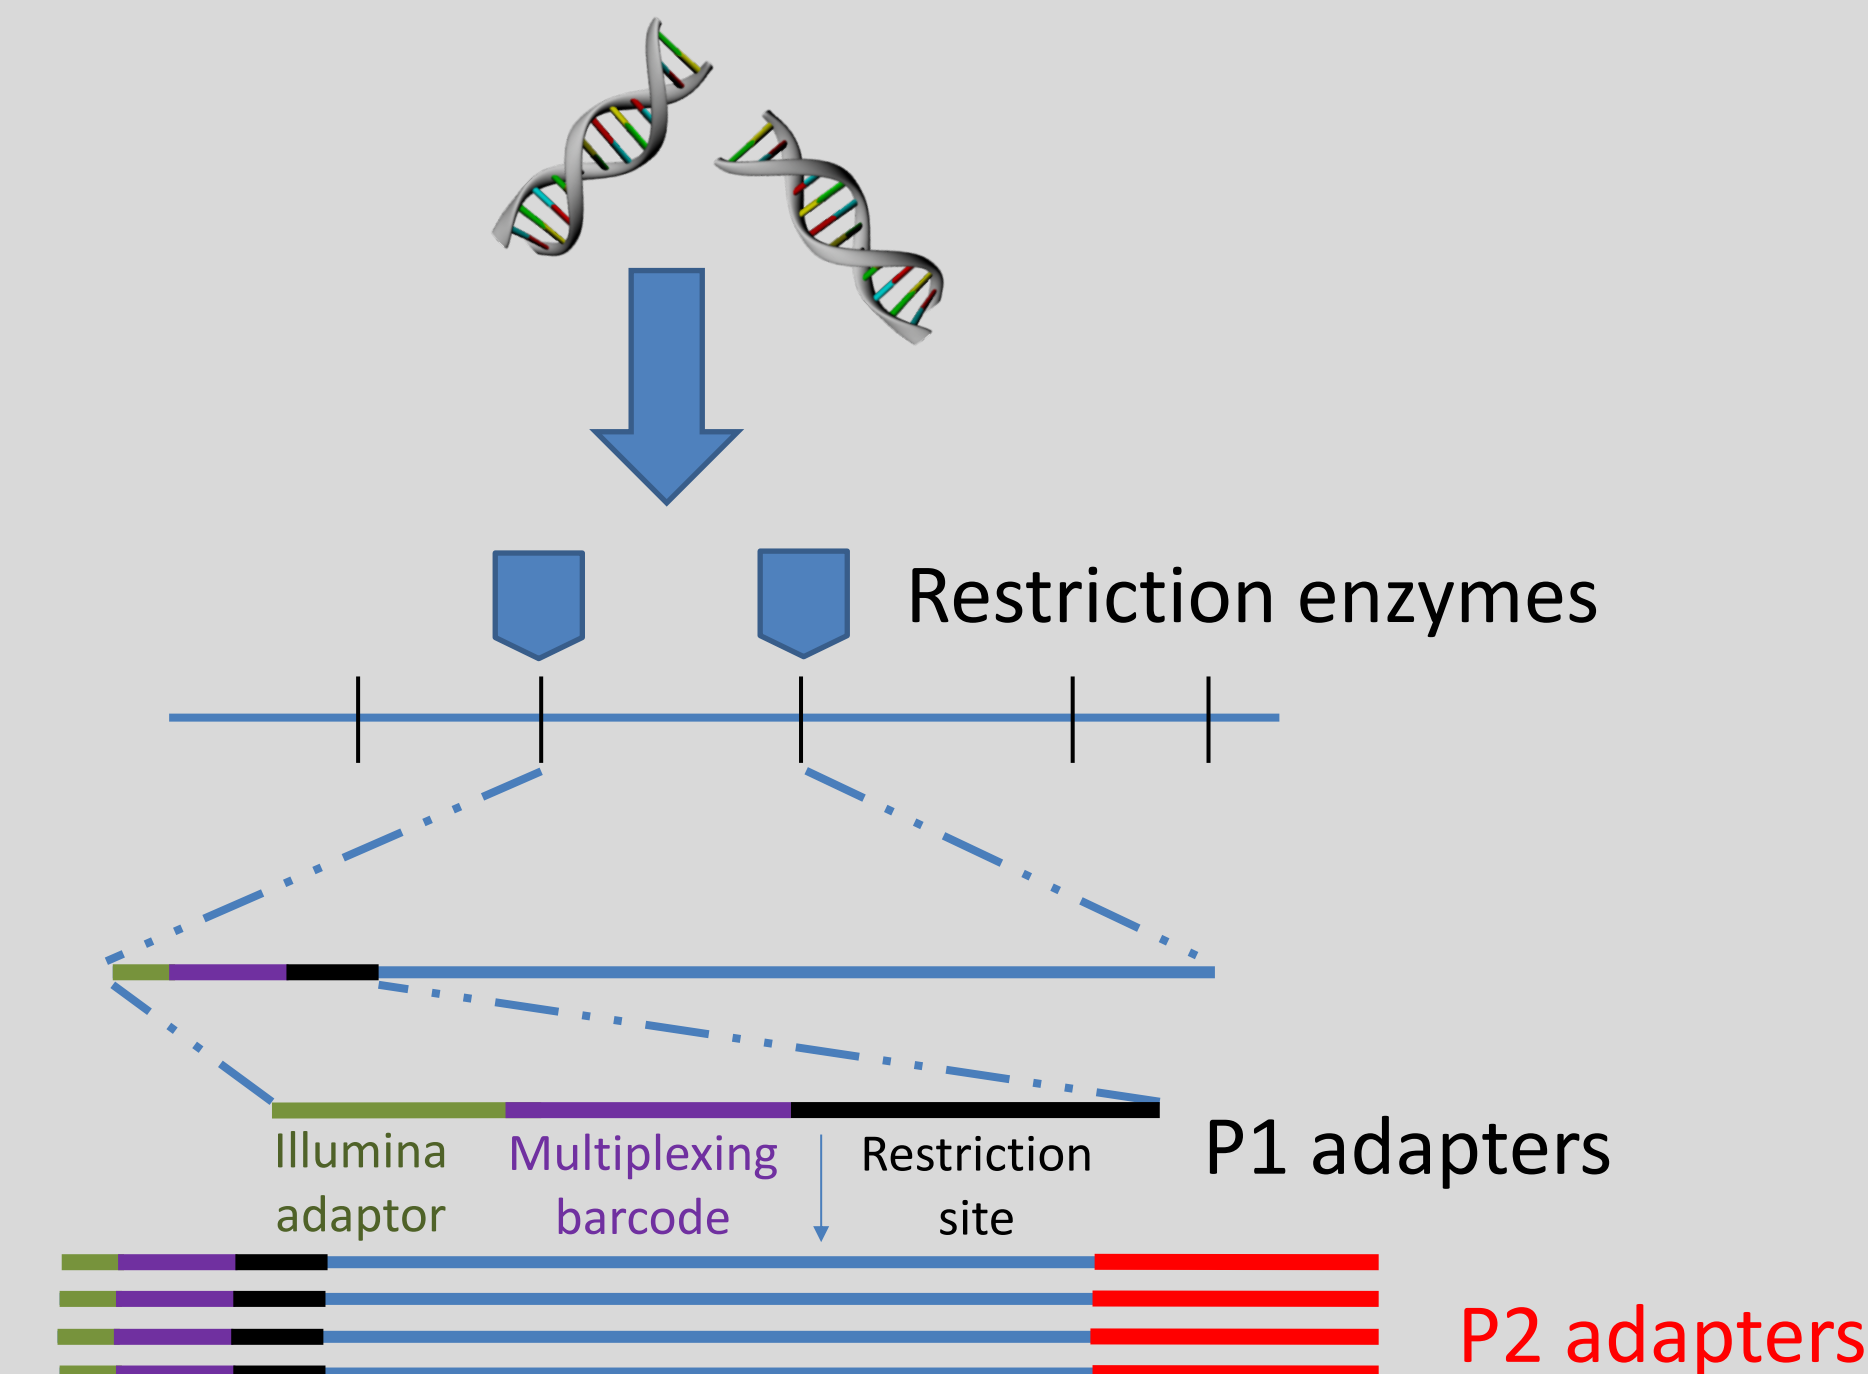 Restriction enzymes
Illumina
adaptor
Multiplexing
barcode
Restriction
site
P1 adapters
P2 adapters